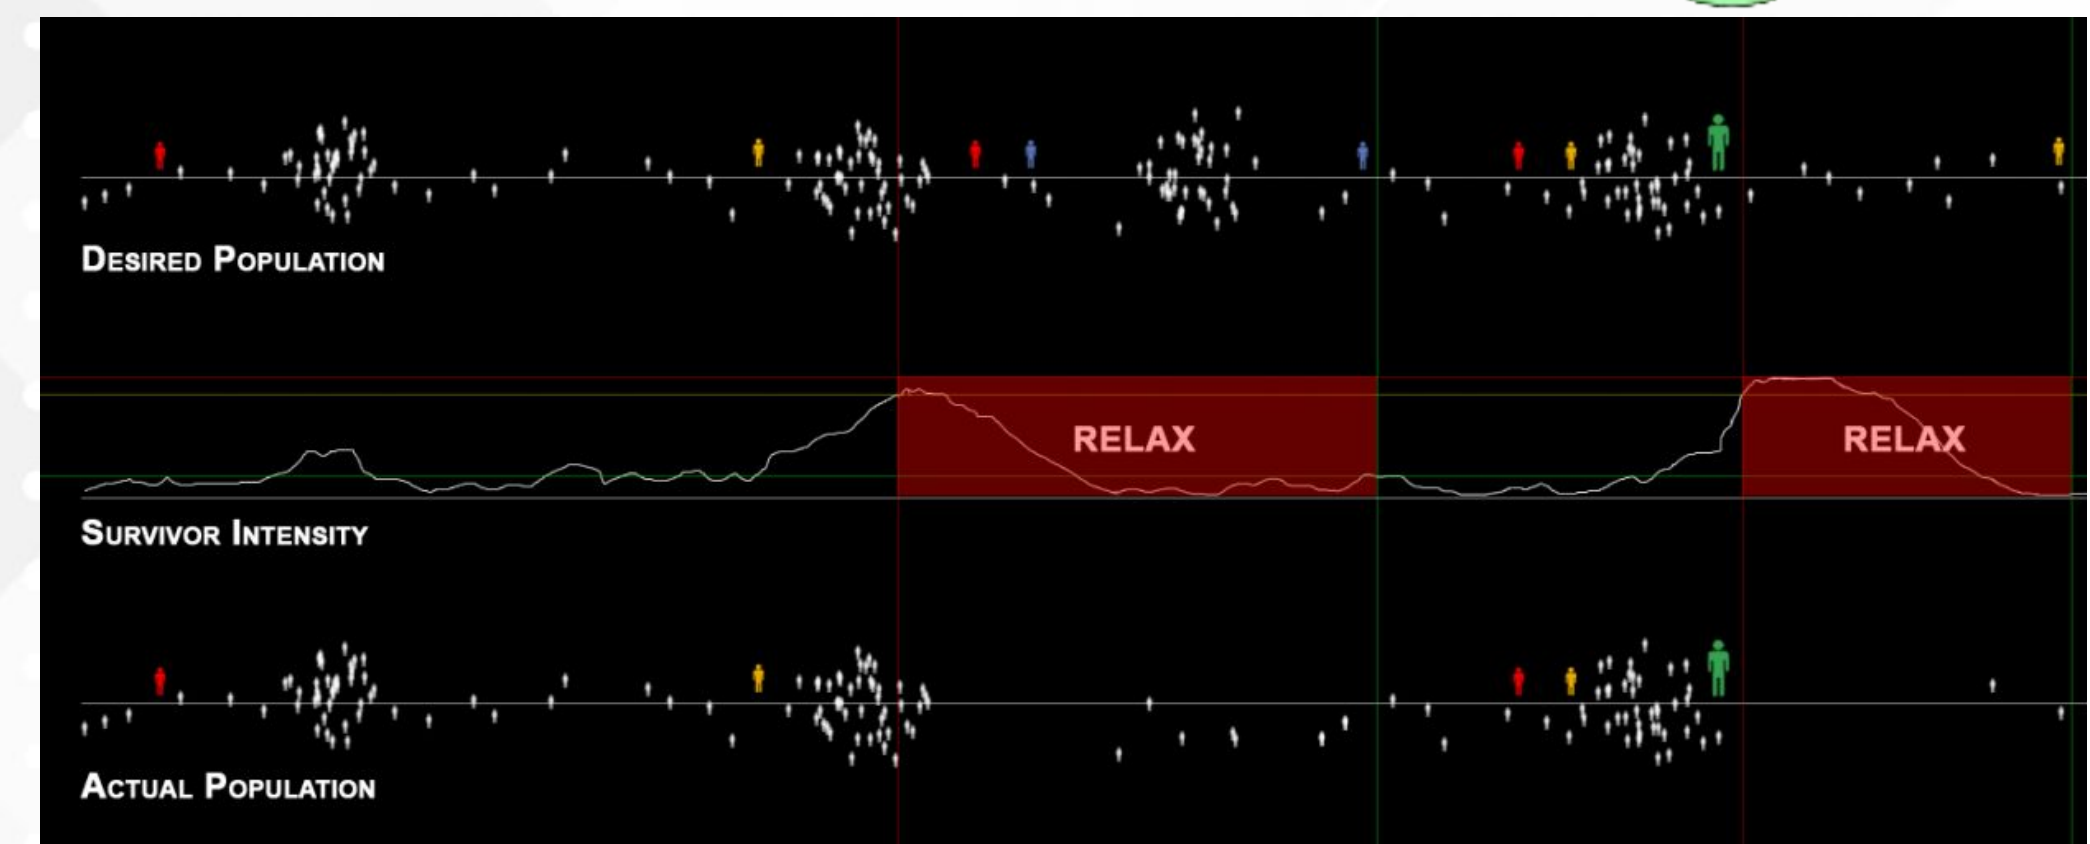 Desired Population
RELAX
RELAX
Survivor Intensity
Actual Population